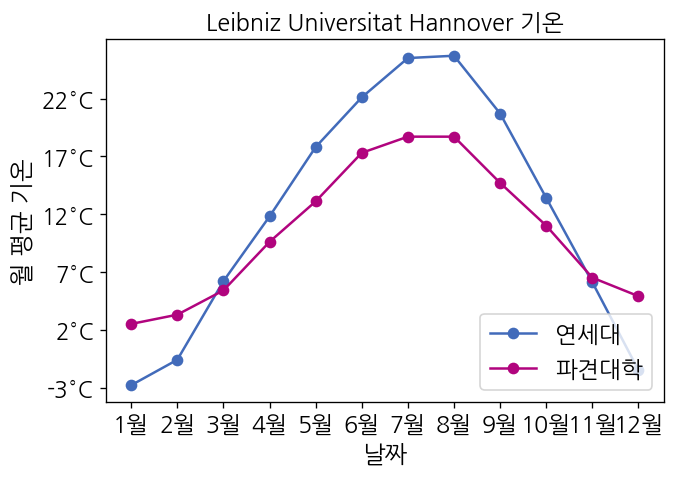 Leibniz Universitat Hannover 기온
월 평균 기온
22°C
17°C
12°C
7°C
2°C
-3°C
연세대
파견대학
1월 2월 3월 4월 5월 6월 7월 8월 9월 10월 11월 12월
날짜